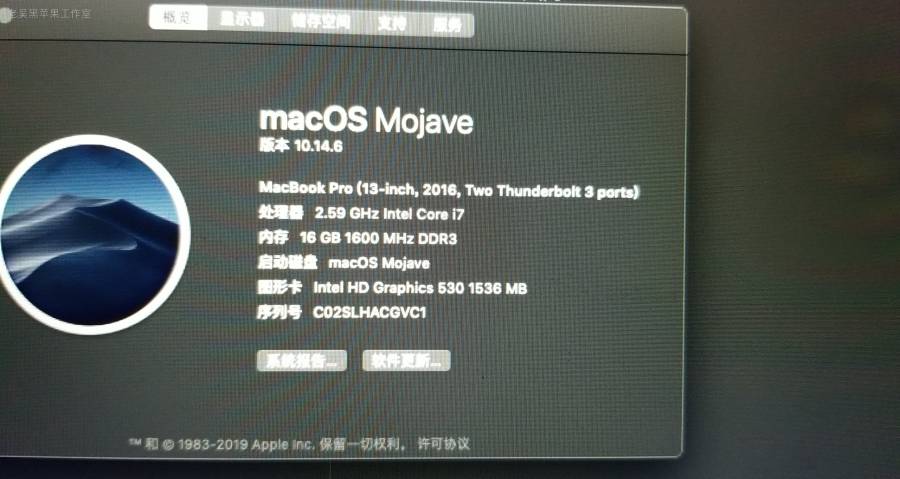 老吴黑苹果工作室
概览 显示器 储存空间 支持 服务
macOS Mojave
版本 10.14.6
MacBook Pro (13-inch, 2016, Two Thunderbolt 3 ports)
处理器 2.59 GHz Intel Core i7
内存 16 GB 1600 MHz DDR3
启动磁盘 macOS Mojave
图形卡 Intel HD Graphics 530 1536 MB
序列号 C02SLHACGVC1
系统报告... 软件更新...
™ 和 © 1983-2019 Apple Inc. 保留一切权利。 许可协议